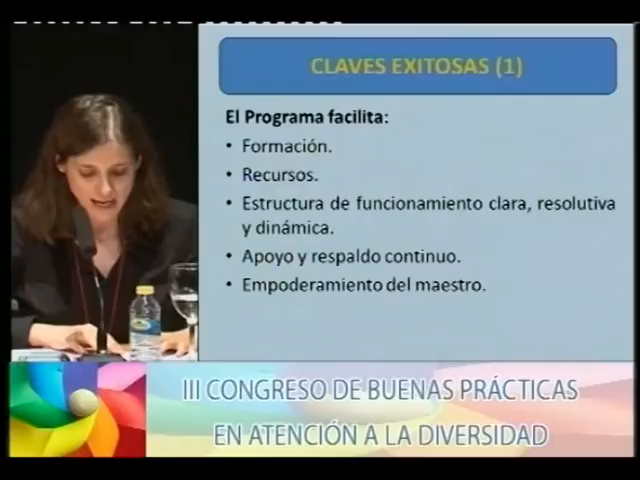 CLAVES EXITOSAS (1)
El Programa facilita:
• Formación.
• Recursos.
• Estructura de funcionamiento clara, resolutiva
y dinámica.
• Apoyo y respaldo continuo.
• Empoderamiento del maestro.
III CONGRESO DE BUENAS PRÁCTICAS
EN ATENCIÓN A LA DIVERSIDAD